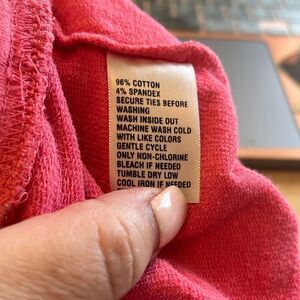 96% COTTON
4% SPANDEX
SECURE TIES BEFORE
WASHING
WASH INSIDE OUT
MACHINE WASH COLD
WITH LIKE COLORS
GENTLE CYCLE
ONLY NON-CHLORINE
BLEACH IF NEEDED
TUMBLE DRY LOW
COOL IRON IF NEEDED